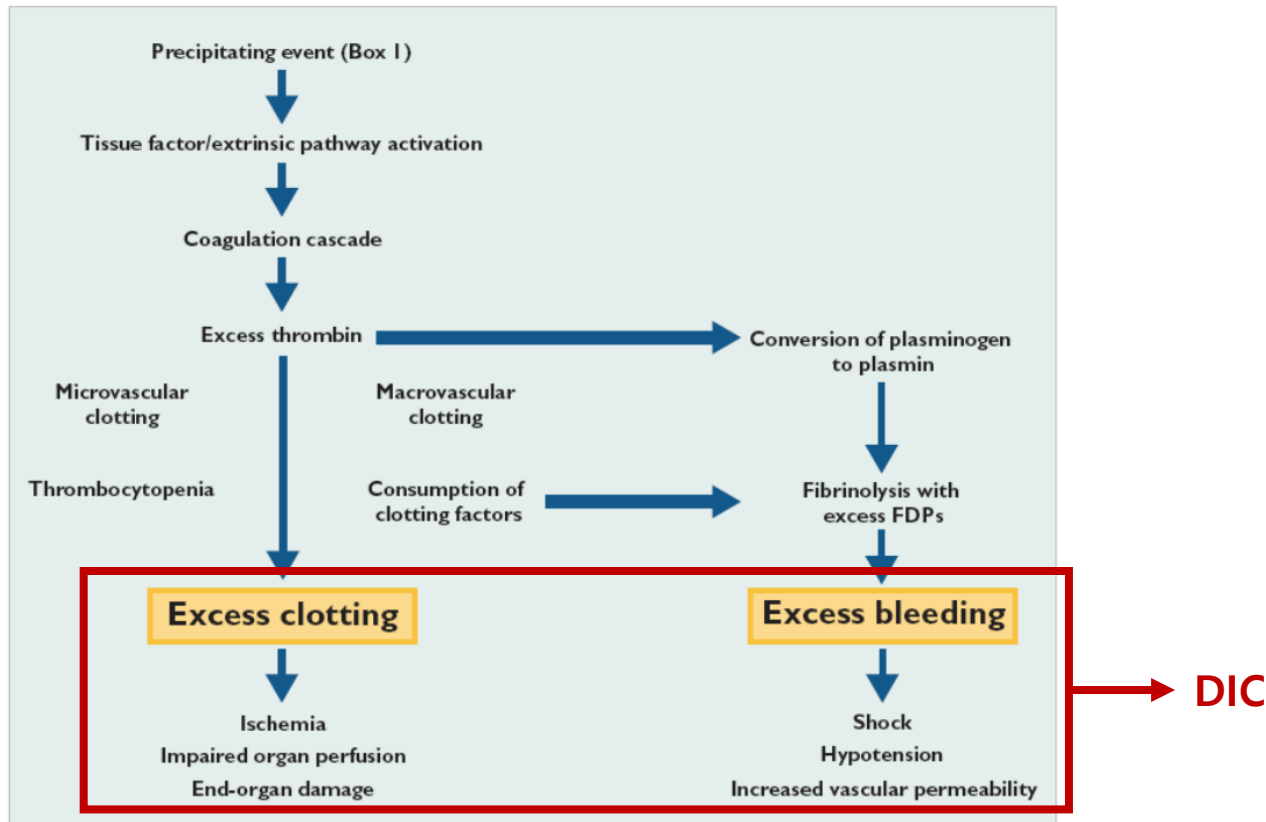 Precipitating event (Box 1)
Tissue factor/extrinsic pathway activation
Coagulation cascade
Excess thrombin
Conversion of plasminogen
to plasmin
Microvascular
clotting
Macrovascular
clotting
Thrombocytopenia
Consumption of
clotting factors
Fibrinolysis with
excess FDPs
Excess clotting
Excess bleeding
DIC
Ischemia
Impaired organ perfusion
End-organ damage
Shock
Hypotension
Increased vascular permeability